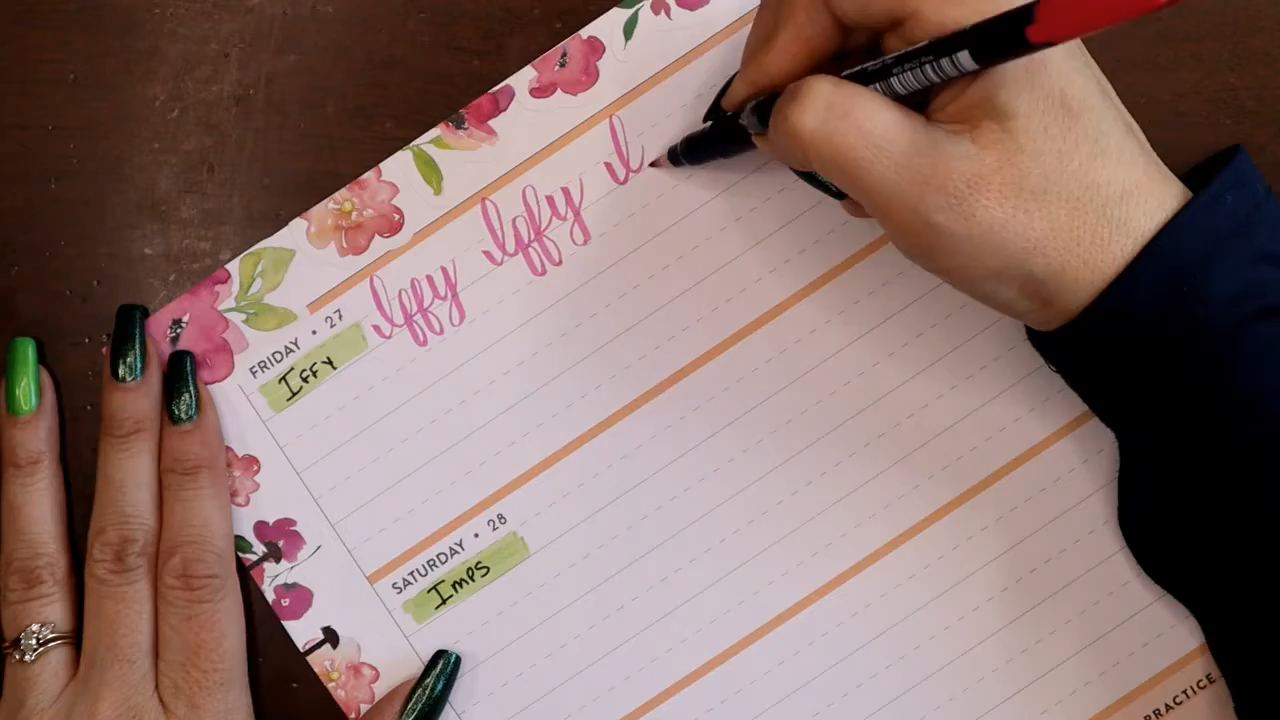 FRIDAY • 27
Iffy
Iffy Iffy I
SATURDAY • 28
Imps
PRACTICE